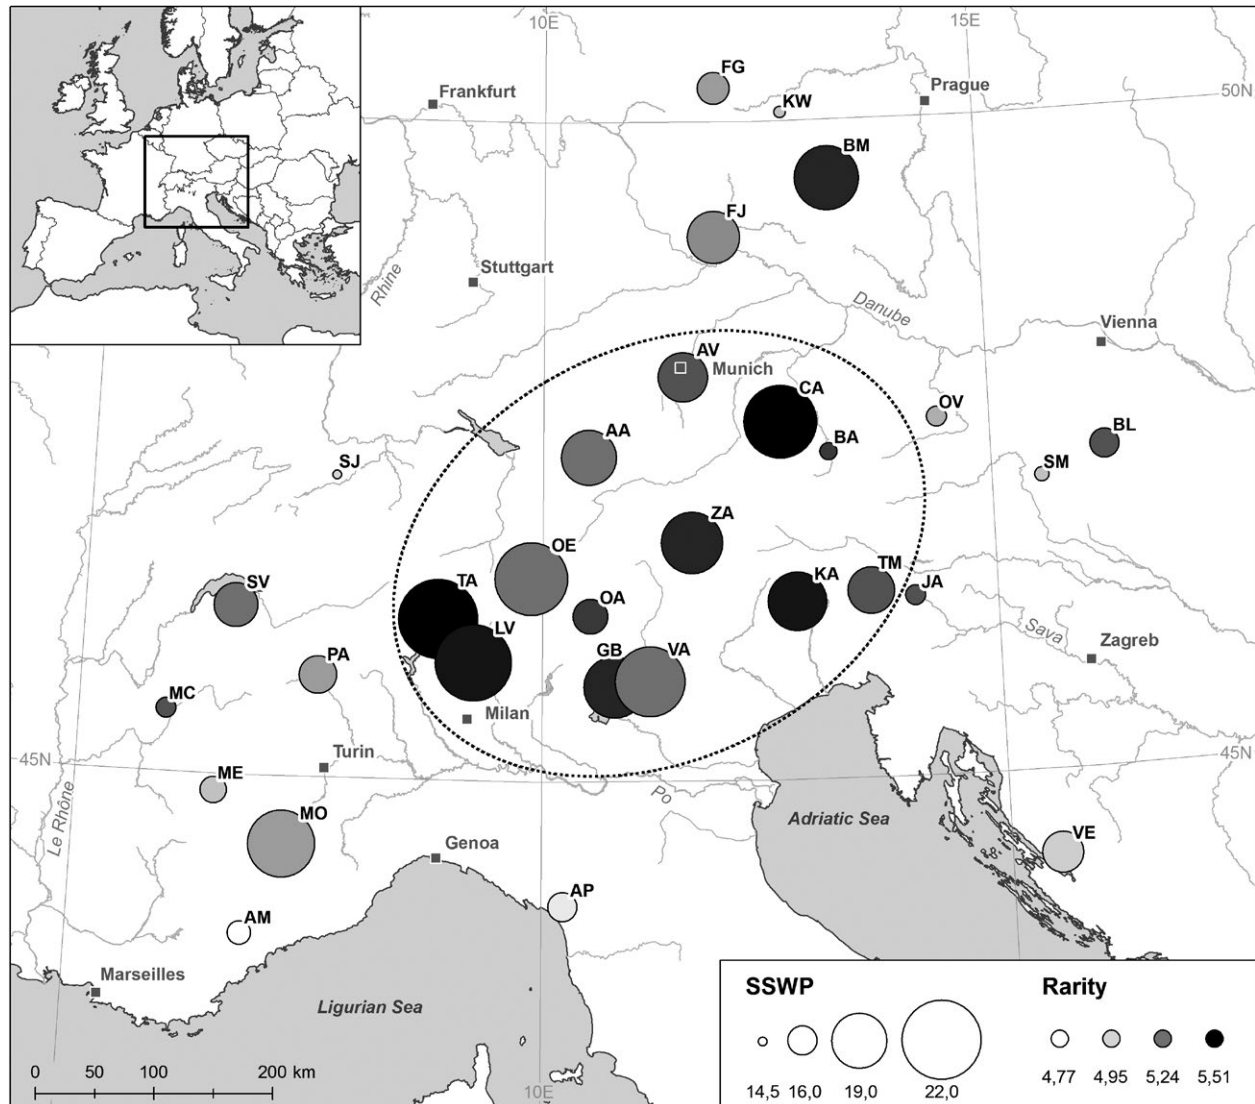 10E
15E
FG
Frankfurt
KW
Prague
50N
BM
FJ
Rhine
Stuttgart
Danube
Vienna
AV
Munich
CA
OV
AA
BA
BL
SJ
SM
ZA
OE
TM
SV
TA
OA
KA
JA
LV
Sava
Zagreb
PA
GB
VA
MC
Milan
45N
Turin
45N
ME
Po
Le Rhône
MO
Adriatic Sea
VE
Genoa
AP
AM
Marseilles
Ligurian Sea
SSWP
Rarity
0 50 100 200 km
10E
14,5 16,0 19,0 22,0
4,77 4,95 5,24 5,51